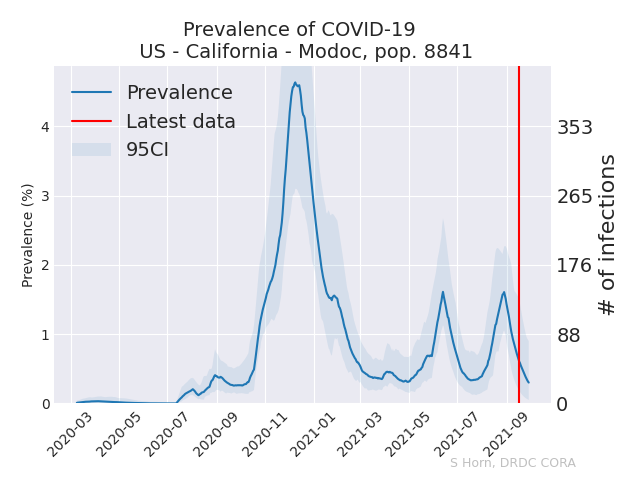 Prevalence of COVID-19
US - California - Modoc, pop. 8841
Prevalence
Latest data
95CI
Prevalence (%)
4
3
2
1
0
353
265
176
88
0
# of infections
2020-03
2020-05
2020-07
2020-09
2020-11
2021-01
2021-03
2021-05
2021-07
2021-09
S Horn, DRDC CORA